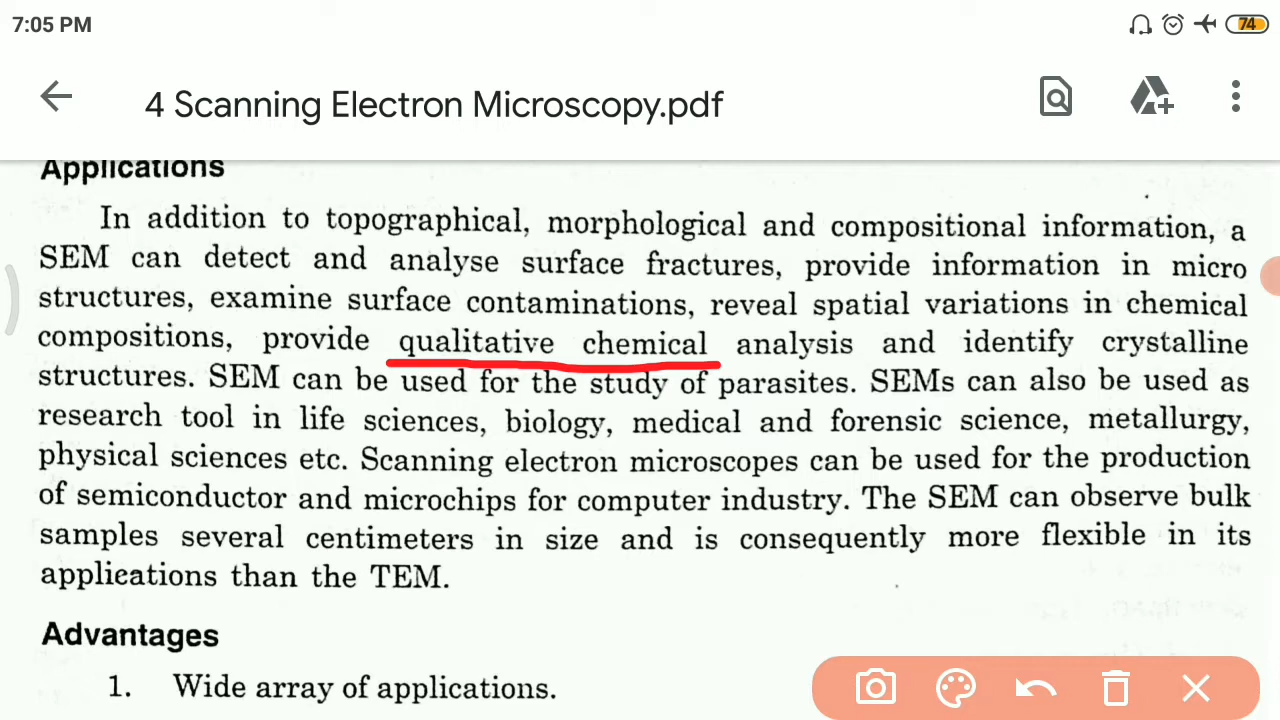 7:05 PM
74
4 Scanning Electron Microscopy.pdf
Applications
In addition to topographical, morphological and compositional information, a
SEM can detect and analyse surface fractures, provide information in micro
structures, examine surface contaminations, reveal spatial variations in chemical
compositions, provide qualitative chemical analysis and identify crystalline
structures. SEM can be used for the study of parasites. SEMs can also be used as
research tool in life sciences, biology, medical and forensic science, metallurgy,
physical sciences etc. Scanning electron microscopes can be used for the production
of semiconductor and microchips for computer industry. The SEM can observe bulk
samples several centimeters in size and is consequently more flexible in its
applications than the TEM.
Advantages
1. Wide array of applications.